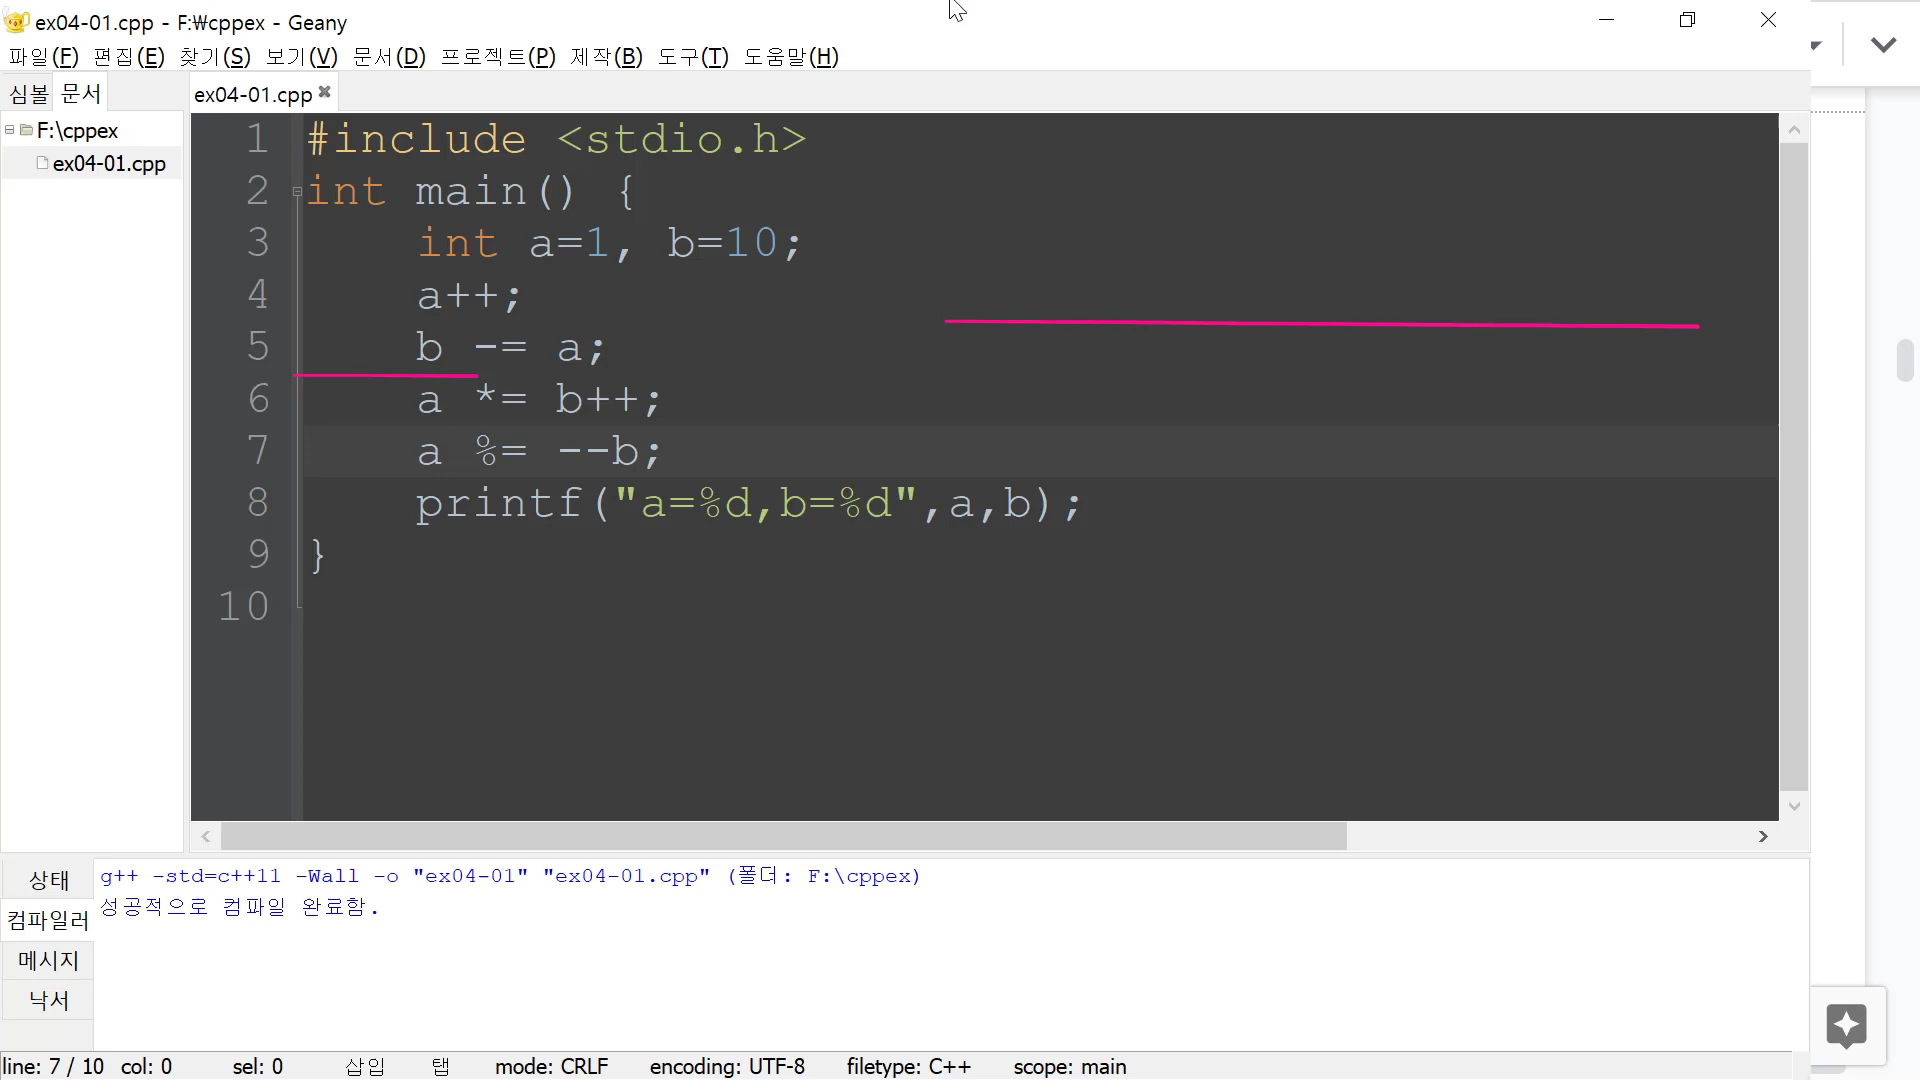 ex04-01.cpp - F:₩cppex - Geany
파일(F) 편집(E) 찾기(S) 보기(V) 문서(D) 프로젝트(P) 제작(B) 도구(T) 도움말(H)
심볼 문서
ex04-01.cpp
F:\cppex
ex04-01.cpp
1 #include <stdio.h>
2 int main() {
3 int a=1, b=10;
4 a++;
5 b -= a;
6 a *= b++;
7 a %= --b;
8 printf("a=%d,b=%d",a,b);
9 }
10
상태
컴파일러
메시지
낙서
g++ -std=c++11 -Wall -o "ex04-01" "ex04-01.cpp" (폴더: F:\cppex)
성공적으로 컴파일 완료함.
line: 7 / 10 col: 0 sel: 0 삽입 탭 mode: CRLF encoding: UTF-8 filetype: C++ scope: main